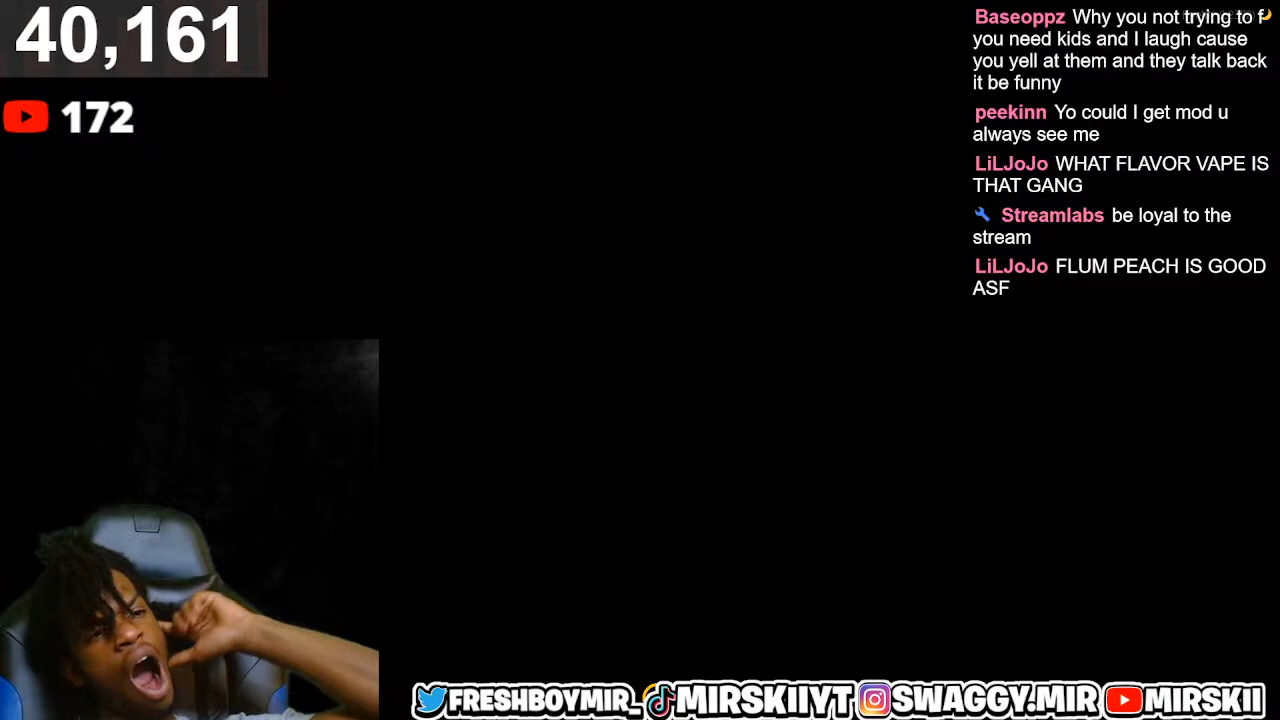 40,161
172
Baseoppz Why you not trying to f
you need kids and I laugh cause
you yell at them and they talk back
it be funny
peekinn Yo could I get mod u
always see me
LiLJoJo WHAT FLAVOR VAPE IS
THAT GANG
Streamlabs be loyal to the
stream
LiLJoJo FLUM PEACH IS GOOD
ASF
FRESHBOYMIR_ MIRSKIIYT SWAGGY.MIR MIRSKII